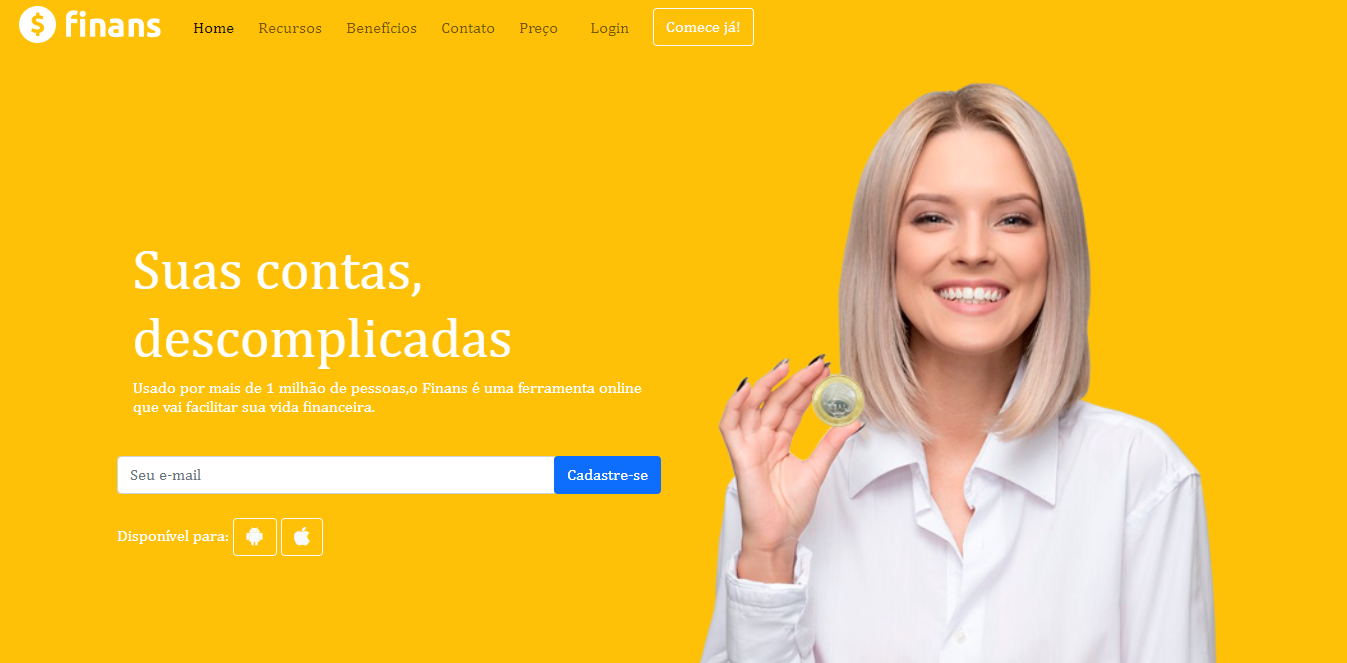 finans
Home Recursos Benefícios Contato Preço Login Comece já!
Suas contas,
descomplicadas
Usado por mais de 1 milhão de pessoas,o Finans é uma ferramenta online
que vai facilitar sua vida financeira.
Seu e-mail Cadastre-se
Disponível para: